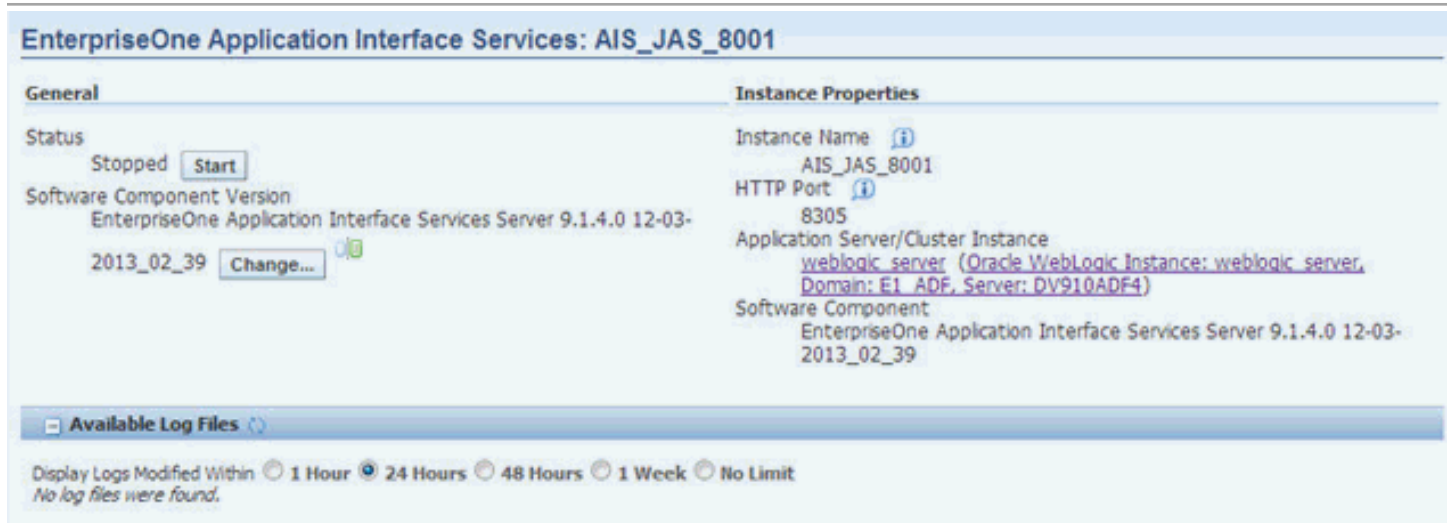 EnterpriseOne Application Interface Services: AIS_JAS_8001
General
Status
Stopped Start
Software Component Version
EnterpriseOne Application Interface Services Server 9.1.4.0 12-03-
2013_02_39 Change...
Instance Properties
Instance Name
AIS_JAS_8001
HTTP Port
8305
Application Server/Cluster Instance
weblogic_server (Oracle WebLogic Instance: weblogic_server,
Domain: E1_ADF, Server: DV910ADF4)
Software Component
EnterpriseOne Application Interface Services Server 9.1.4.0 12-03-
2013_02_39
Available Log Files
Display Logs Modified Within 1 Hour 24 Hours 48 Hours 1 Week No Limit
No log files were found.